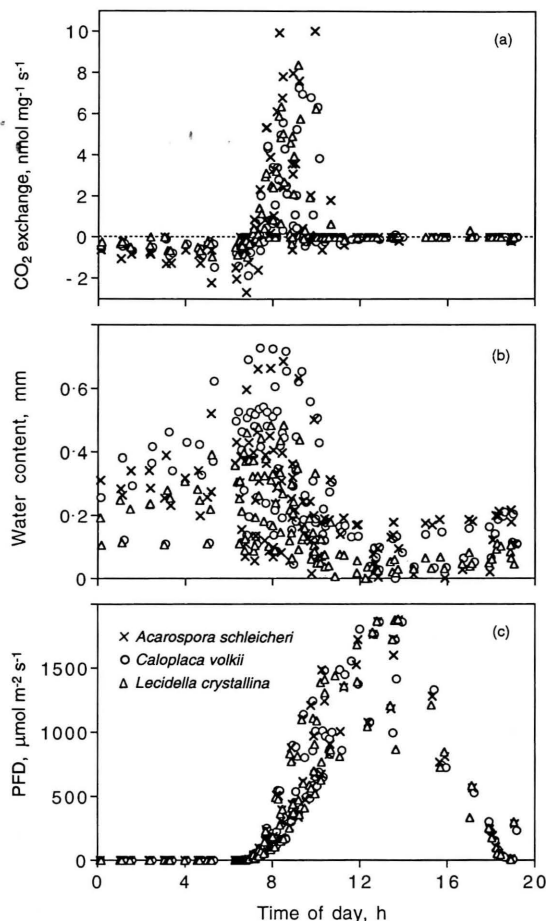 (a)
CO₂ exchange, nmol mg⁻¹ s⁻¹
10
8
6
4
2
0
-2
(b)
Water content, mm
0·6
0·4
0·2
0
(c)
× Acarospora schleicheri
○ Caloplaca volkii
△ Lecidella crystallina
PFD, µmol m⁻² s⁻¹
1500
1000
500
0
0 4 8 12 16 20
Time of day, h